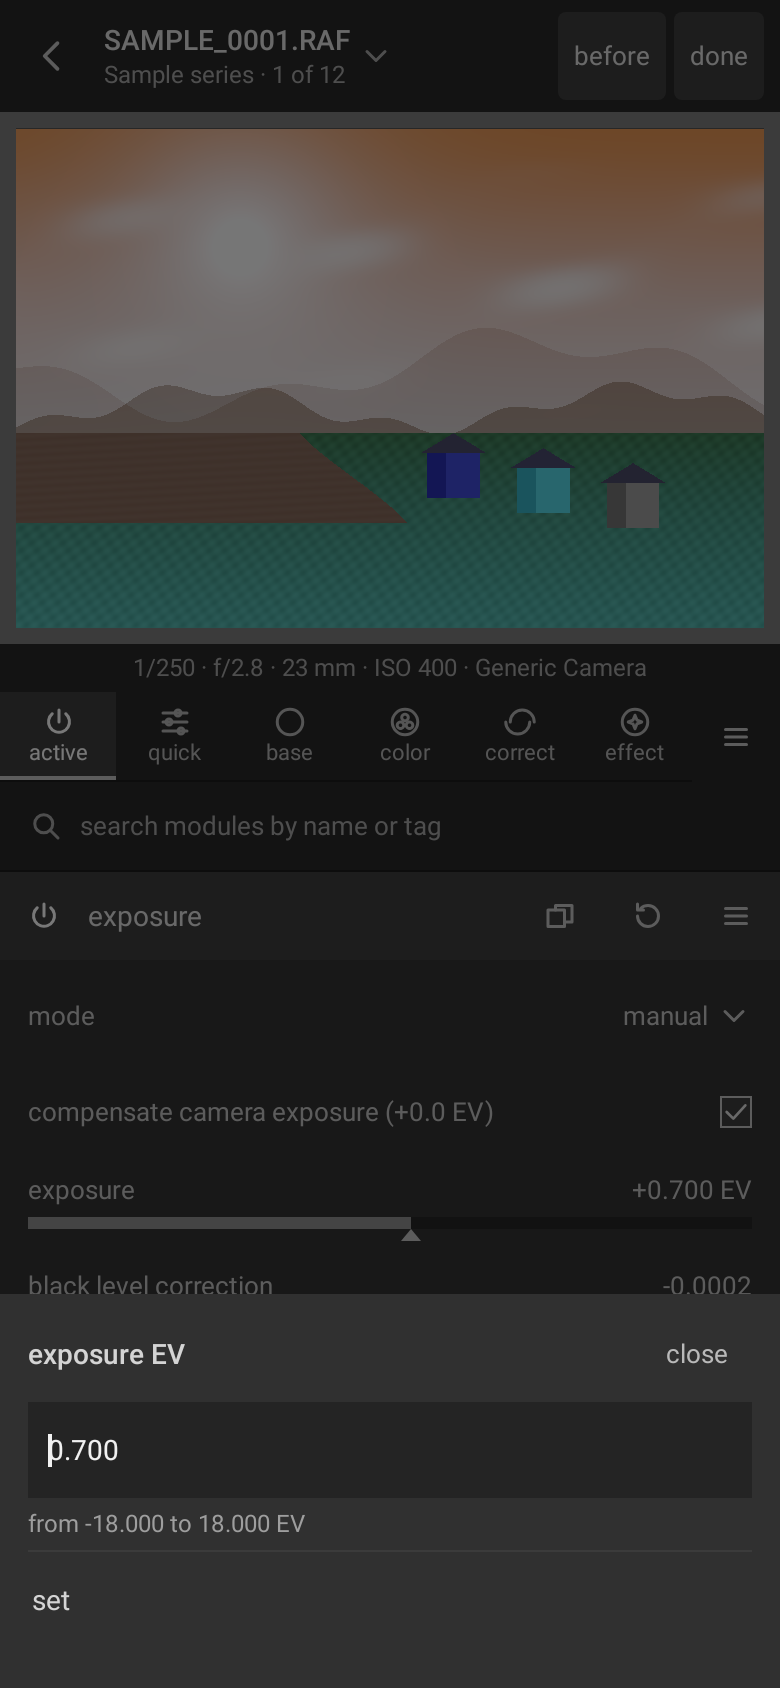 SAMPLE_0001.RAF
Sample series · 1 of 12
before
done
1/250 · f/2.8 · 23 mm · ISO 400 · Generic Camera
active
quick
base
color
correct
effect
search modules by name or tag
exposure
mode
manual
compensate camera exposure (+0.0 EV)
exposure
+0.700 EV
black level correction
-0.0002
exposure EV
close
0.700
from -18.000 to 18.000 EV
set